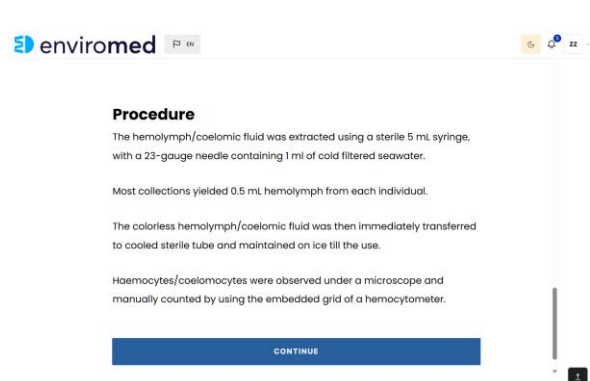 enviromed EN ZZ
Procedure
The hemolymph/coelomic fluid was extracted using a sterile 5 mL syringe,
with a 23-gauge needle containing 1 ml of cold filtered seawater.
Most collections yielded 0.5 mL hemolymph from each individual.
The colorless hemolymph/coelomic fluid was then immediately transferred
to cooled sterile tube and maintained on ice till the use.
Haemocytes/coelomocytes were observed under a microscope and
manually counted by using the embedded grid of a hemocytometer.
CONTINUE